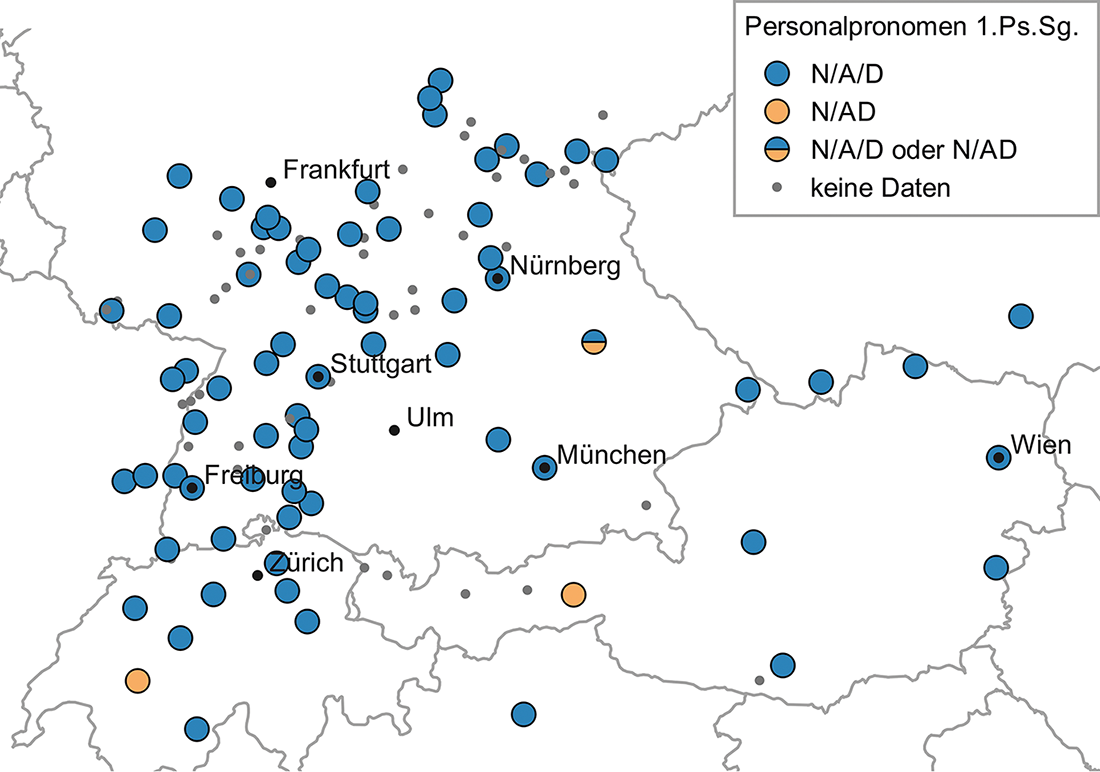 Personalpronomen 1.Ps.Sg.
N/A/D
N/AD
N/A/D oder N/AD
keine Daten
Frankfurt
Nürnberg
Stuttgart
Ulm
München
Wien
Freiburg
Zürich